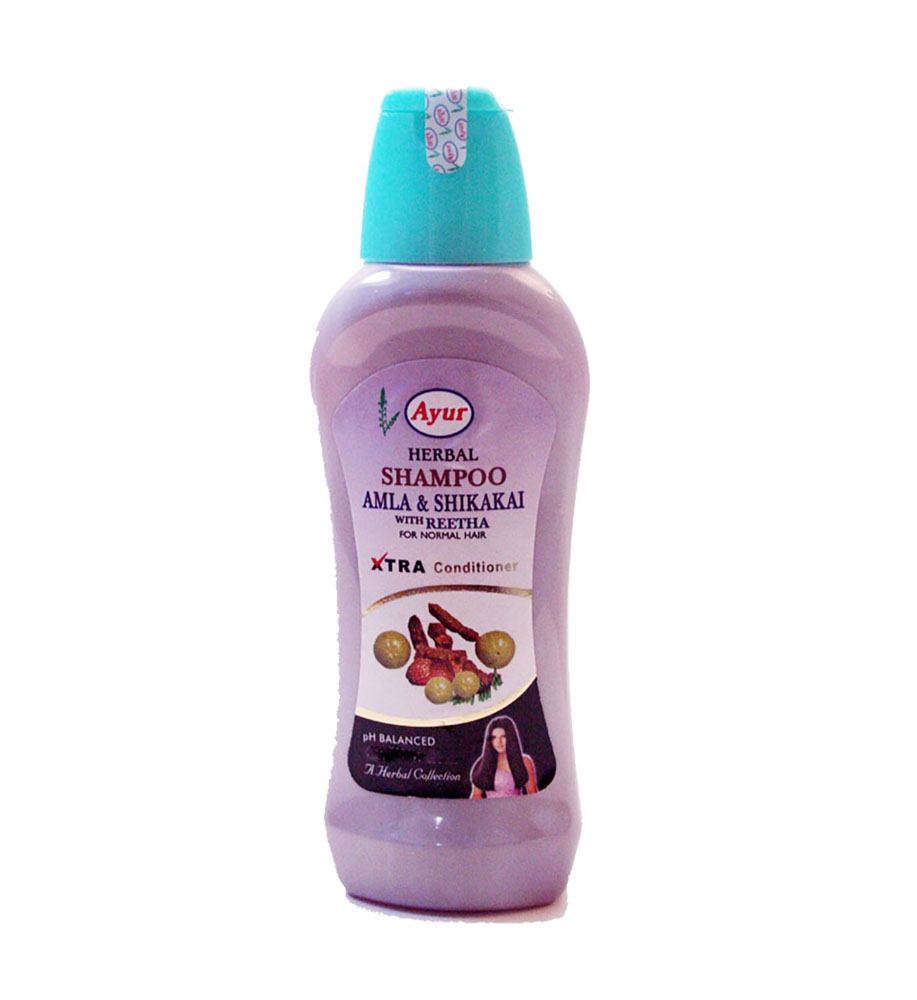 Ayur
HERBAL
SHAMPOO
AMLA & SHIKAKAI
WITH REETHA
FOR NORMAL HAIR
XTRA Conditioner
pH BALANCED
A Herbal Collection